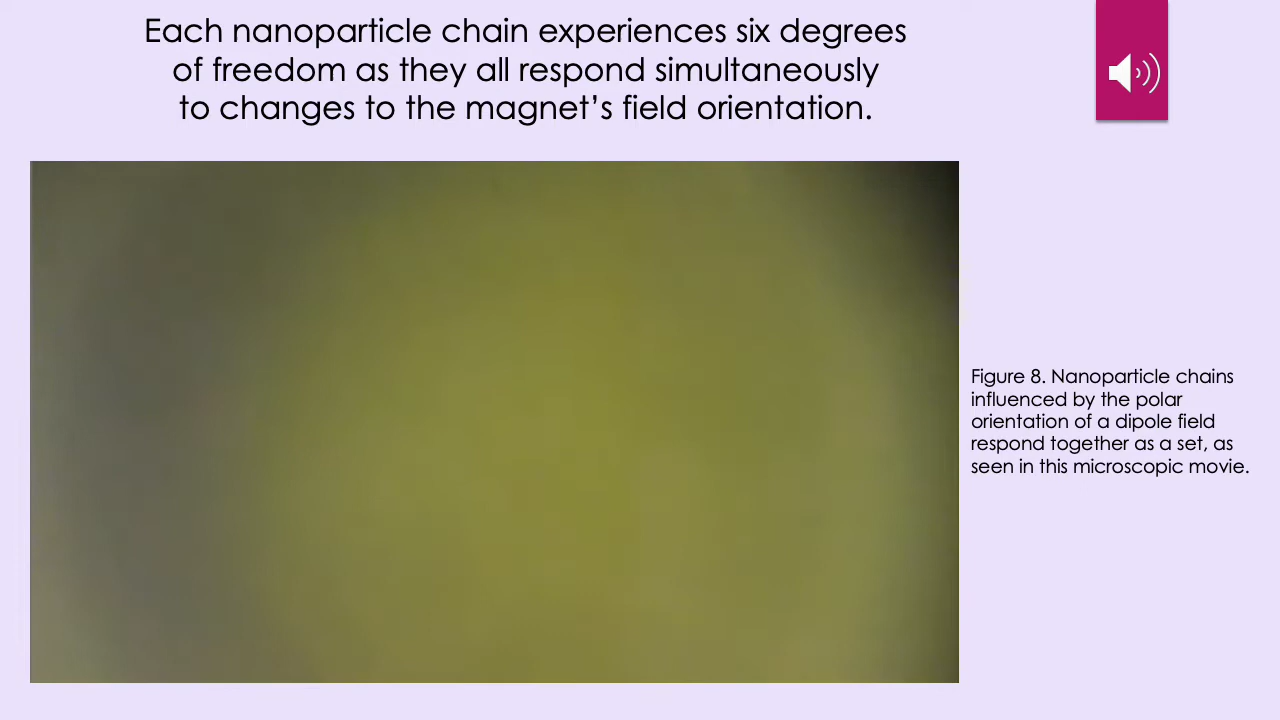 Each nanoparticle chain experiences six degrees
of freedom as they all respond simultaneously
to changes to the magnet’s field orientation.
Figure 8. Nanoparticle chains
influenced by the polar
orientation of a dipole field
respond together as a set, as
seen in this microscopic movie.